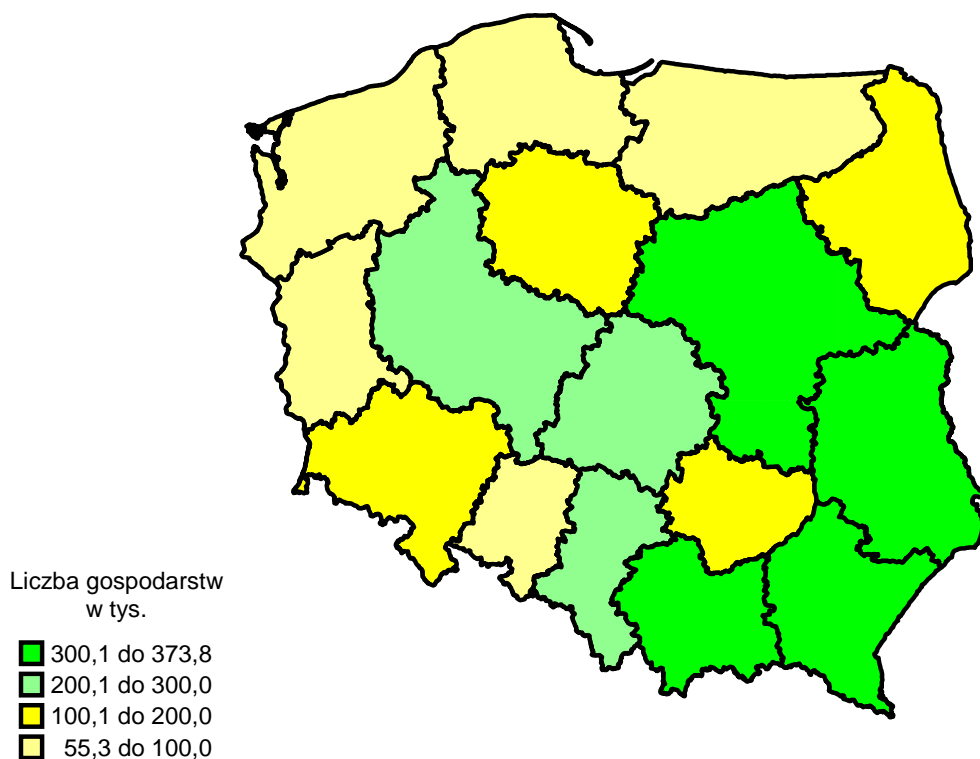 Liczba gospodarstw
w tys.
300,1 do 373,8
200,1 do 300,0
100,1 do 200,0
55,3 do 100,0